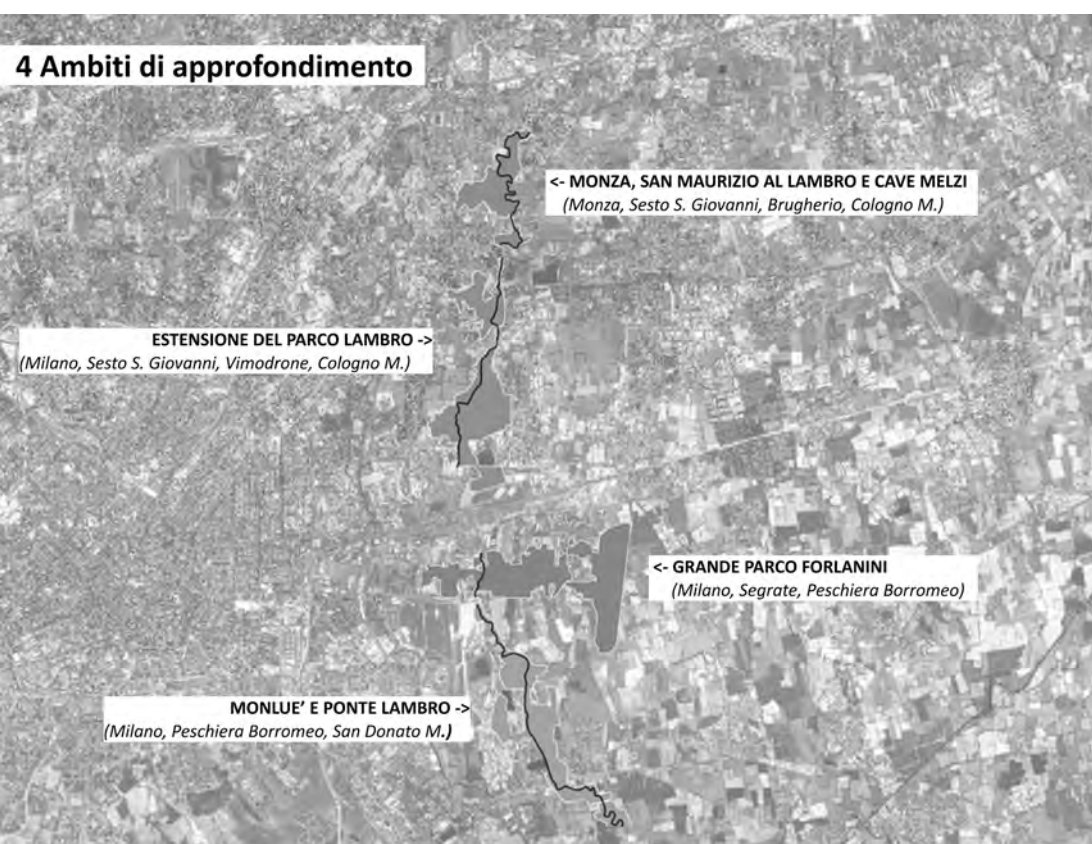 4 Ambiti di approfondimento
<- MONZA, SAN MAURIZIO AL LAMBRO E CAVE MELZI
(Monza, Sesto S. Giovanni, Brugherio, Cologno M.)
ESTENSIONE DEL PARCO LAMBRO ->
(Milano, Sesto S. Giovanni, Vimodrone, Cologno M.)
<- GRANDE PARCO FORLANINI
(Milano, Segrate, Peschiera Borromeo)
MONLUE' E PONTE LAMBRO ->
(Milano, Peschiera Borromeo, San Donato M.)